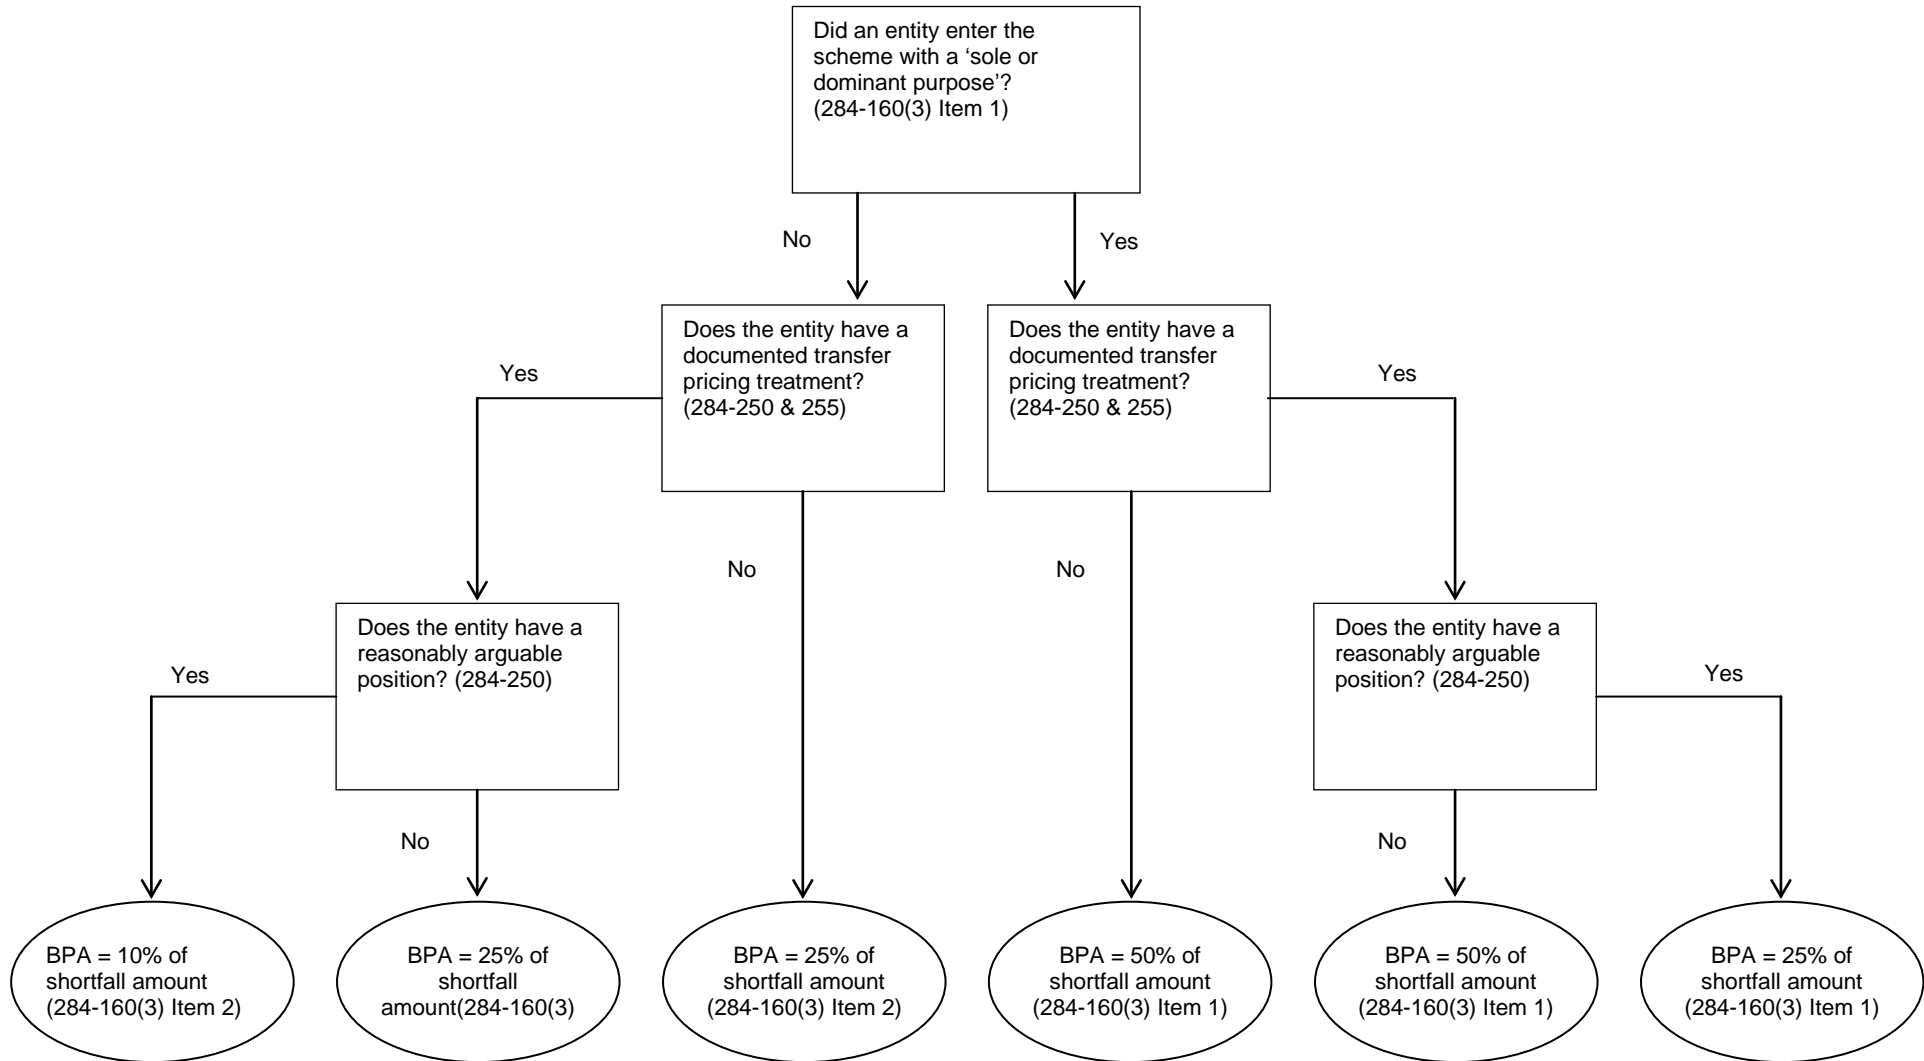 Did an entity enter the
scheme with a ‘sole or
dominant purpose’?
(284-160(3) Item 1)
No
Yes
Does the entity have a
documented transfer
pricing treatment?
(284-250 & 255)
Does the entity have a
documented transfer
pricing treatment?
(284-250 & 255)
Yes
Yes
No
No
Does the entity have a
reasonably arguable
position? (284-250)
Does the entity have a
reasonably arguable
position? (284-250)
Yes
Yes
No
No
BPA = 10% of
shortfall amount
(284-160(3) Item 2)
BPA = 25% of
shortfall
amount(284-160(3)
BPA = 25% of
shortfall amount
(284-160(3) Item 2)
BPA = 50% of
shortfall amount
(284-160(3) Item 1)
BPA = 50% of
shortfall amount
(284-160(3) Item 1)
BPA = 25% of
shortfall amount
(284-160(3) Item 1)